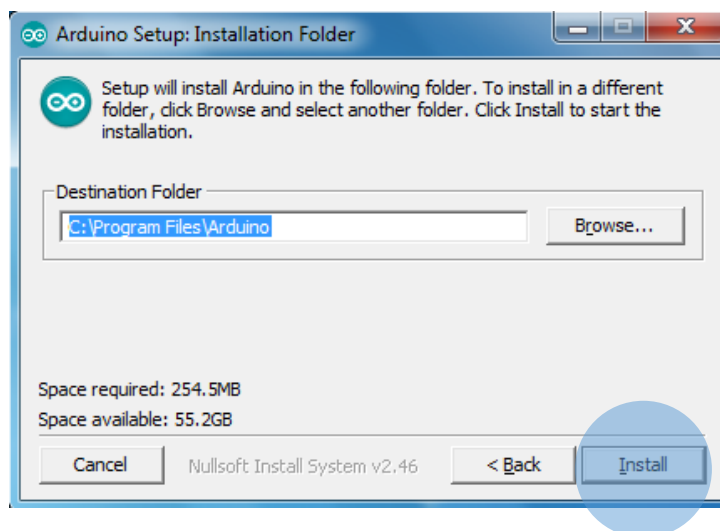 Arduino Setup: Installation Folder
Setup will install Arduino in the following folder. To install in a different
folder, click Browse and select another folder. Click Install to start the
installation.
Destination Folder
C:\Program Files\Arduino
Browse...
Space required: 254.5MB
Space available: 55.2GB
Cancel
Nullsoft Install System v2.46
< Back
Install